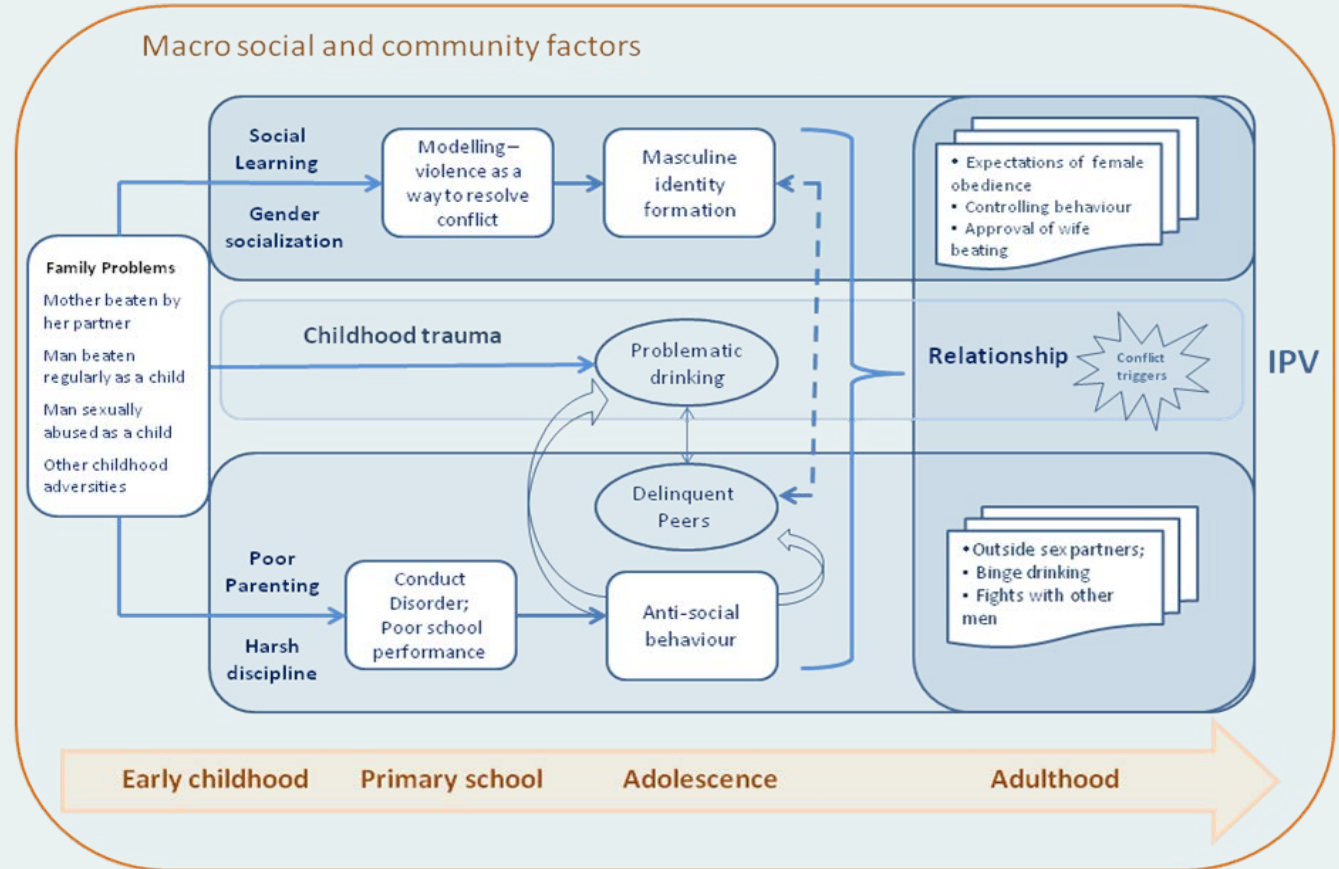 Macro social and community factors
Social
Learning
Gender
socialization
Modelling–
violence as a
way to resolve
conflict
Masculine
identity
formation
• Expectations of female
obedience
• Controlling behaviour
• Approval of wife
beating
Family Problems
Mother beaten by
her partner
Man beaten
regularly as a child
Man sexually
abused as a child
Other childhood
adversities
Childhood trauma
Problematic
drinking
Relationship
Conflict
triggers
IPV
Delinquent
Peers
Poor
Parenting
Harsh
discipline
Conduct
Disorder;
Poor school
performance
Anti-social
behaviour
• Outside sex partners;
• Binge drinking
• Fights with other
men
Early childhood
Primary school
Adolescence
Adulthood